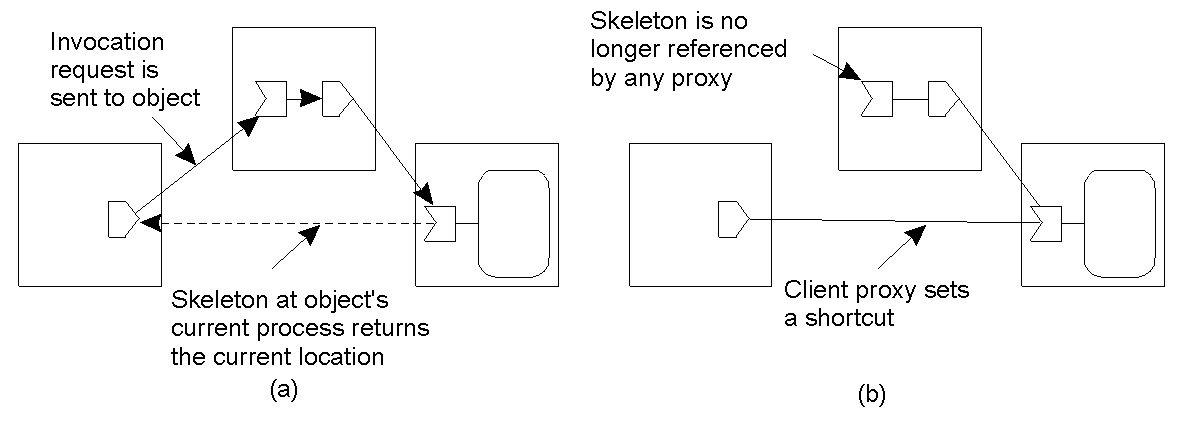 Invocation
request is
sent to object
Skeleton at object's
current process returns
the current location
(a)
Skeleton is no
longer referenced
by any proxy
Client proxy sets
a shortcut
(b)